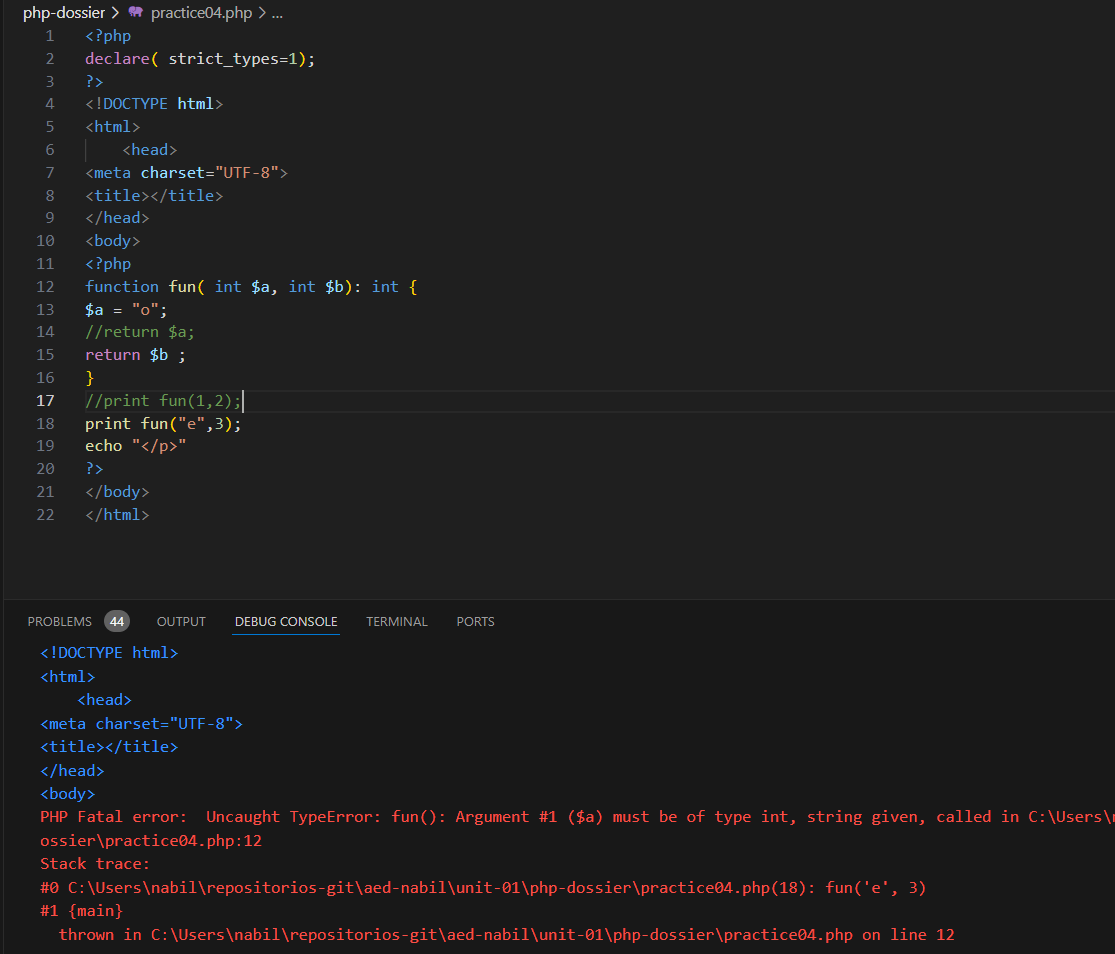 php-dossier > practice04.php > ...
1 <?php
2 declare( strict_types=1);
3 ?>
4 <!DOCTYPE html>
5 <html>
6     <head>
7 <meta charset="UTF-8">
8 <title></title>
9 </head>
10 <body>
11 <?php
12 function fun( int $a, int $b): int {
13 $a = "o";
14 //return $a;
15 return $b ;
16 }
17 //print fun(1,2);
18 print fun("e",3);
19 echo "</p>"
20 ?>
21 </body>
22 </html>
PROBLEMS 44 OUTPUT DEBUG CONSOLE TERMINAL PORTS
<!DOCTYPE html>
<html>
    <head>
<meta charset="UTF-8">
<title></title>
</head>
<body>
PHP Fatal error:  Uncaught TypeError: fun(): Argument #1 ($a) must be of type int, string given, called in C:\Users\
ossier\practice04.php:12
Stack trace:
#0 C:\Users\nabil\repositorios-git\aed-nabil\unit-01\php-dossier\practice04.php(18): fun('e', 3)
#1 {main}
  thrown in C:\Users\nabil\repositorios-git\aed-nabil\unit-01\php-dossier\practice04.php on line 12